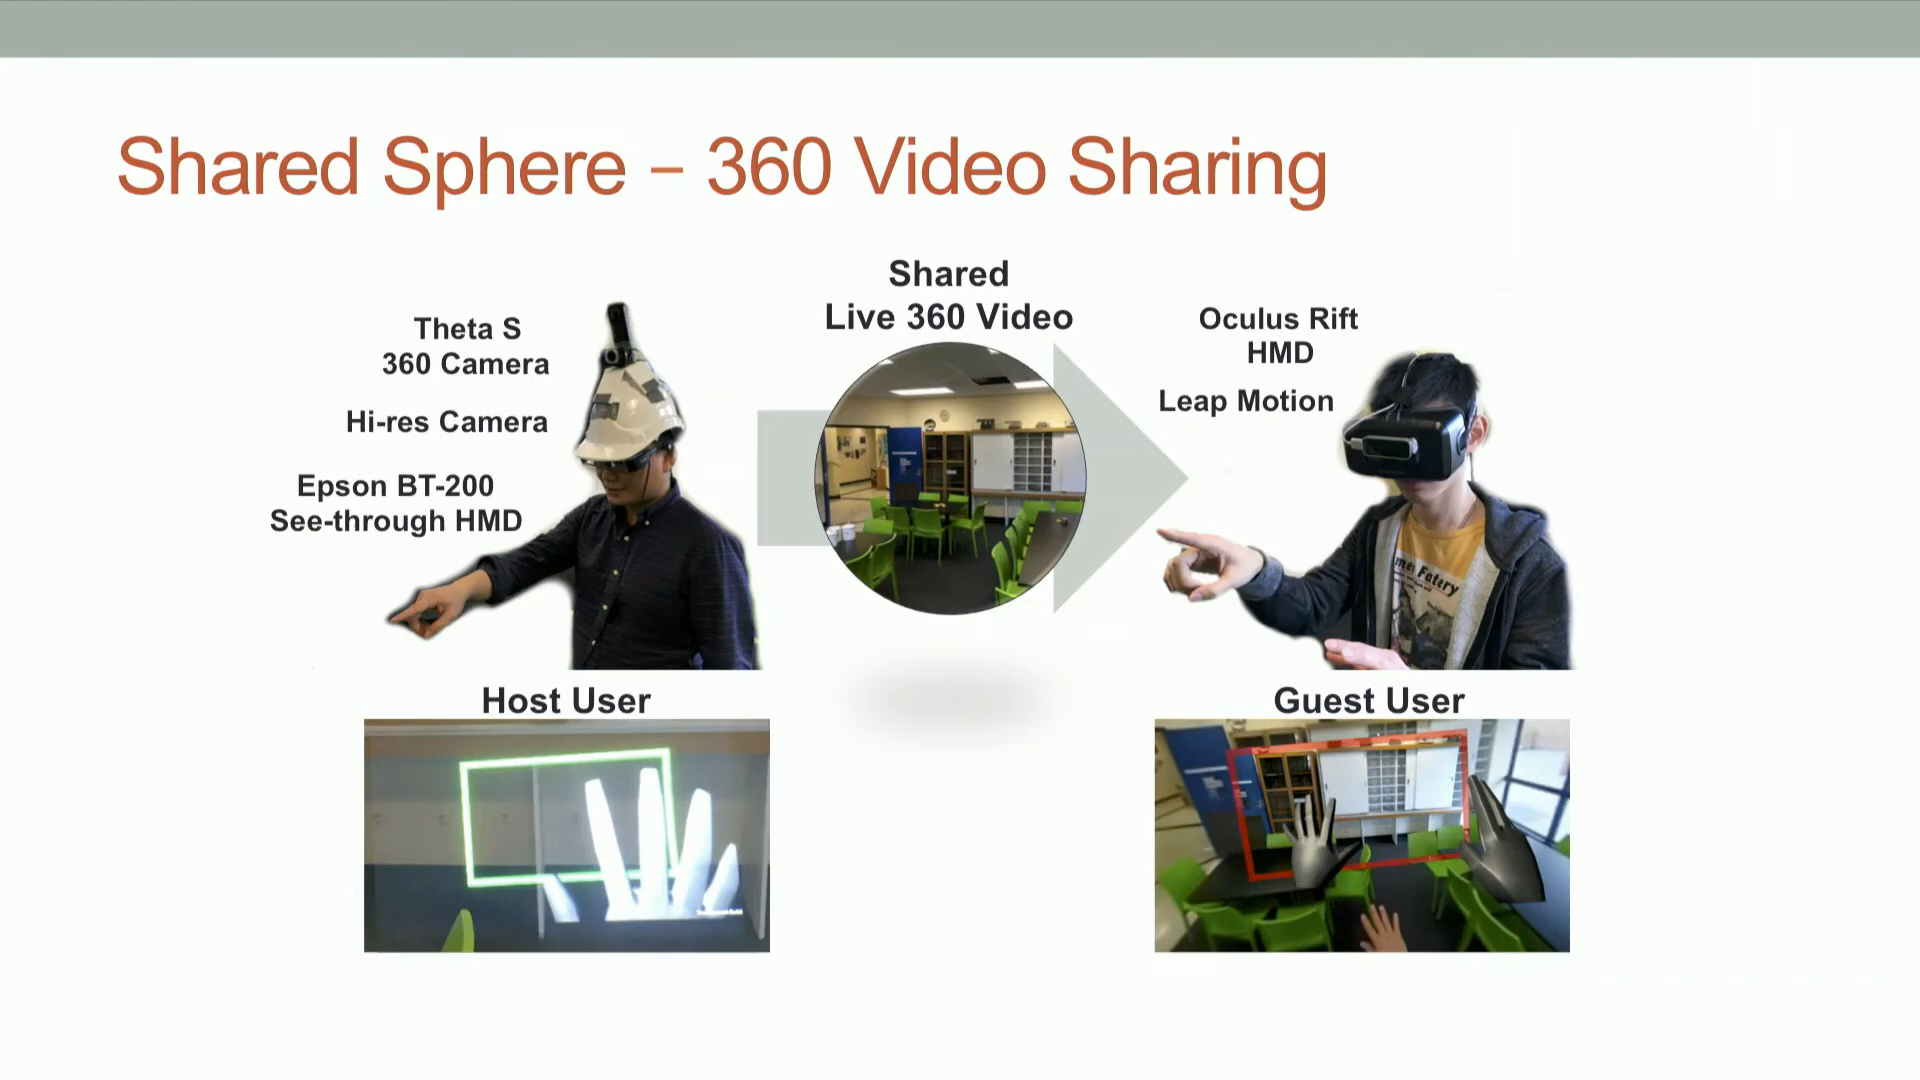 Shared Sphere – 360 Video Sharing
Shared
Live 360 Video
Theta S
360 Camera
Hi-res Camera
Epson BT-200
See-through HMD
Oculus Rift
HMD
Leap Motion
Host User
Guest User